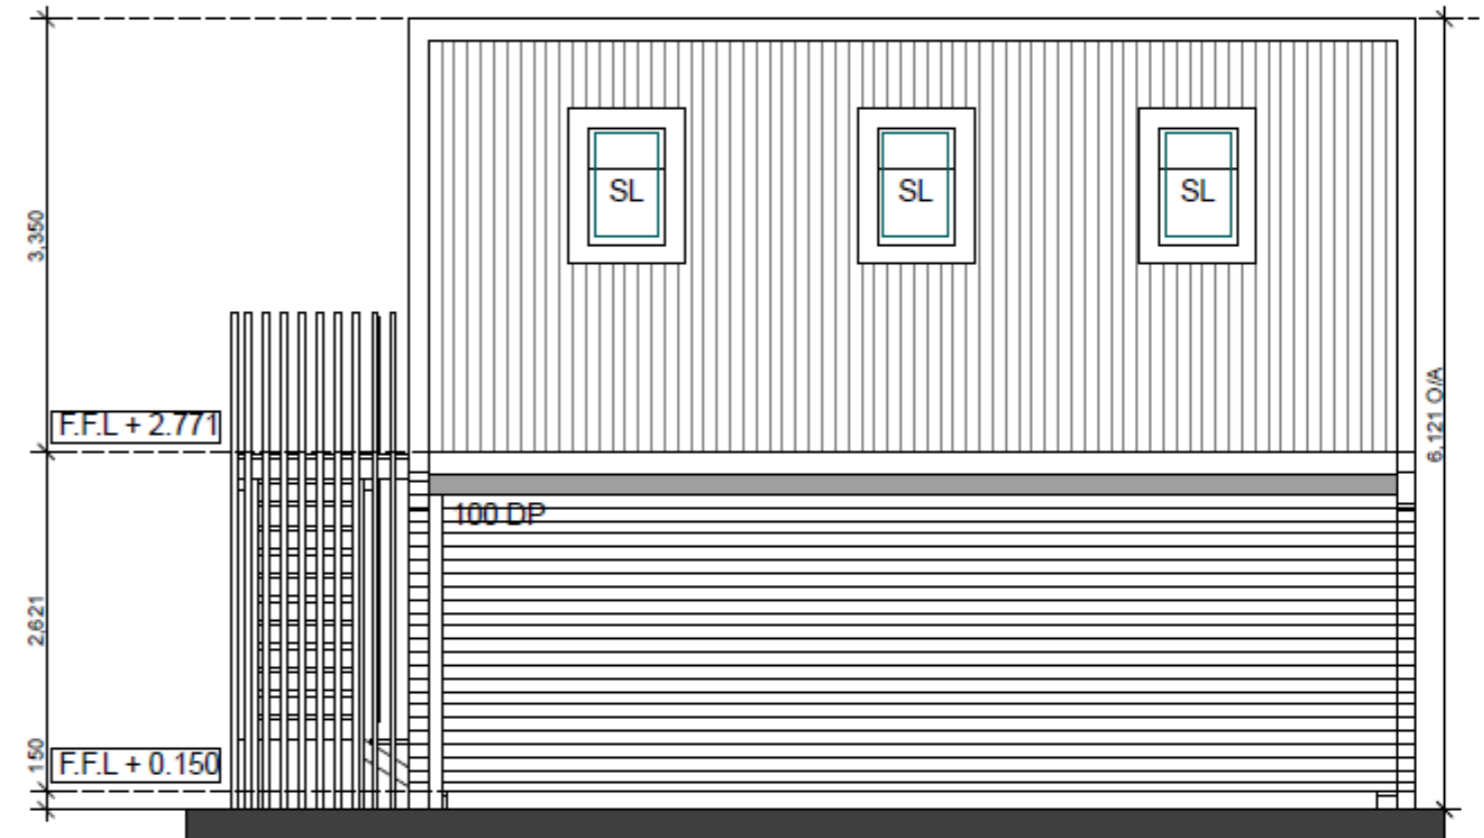 SL SL SL
3,350
F.F.L + 2.771
6,121 O/A
100 DP
2,621
F.F.L + 0.150
150